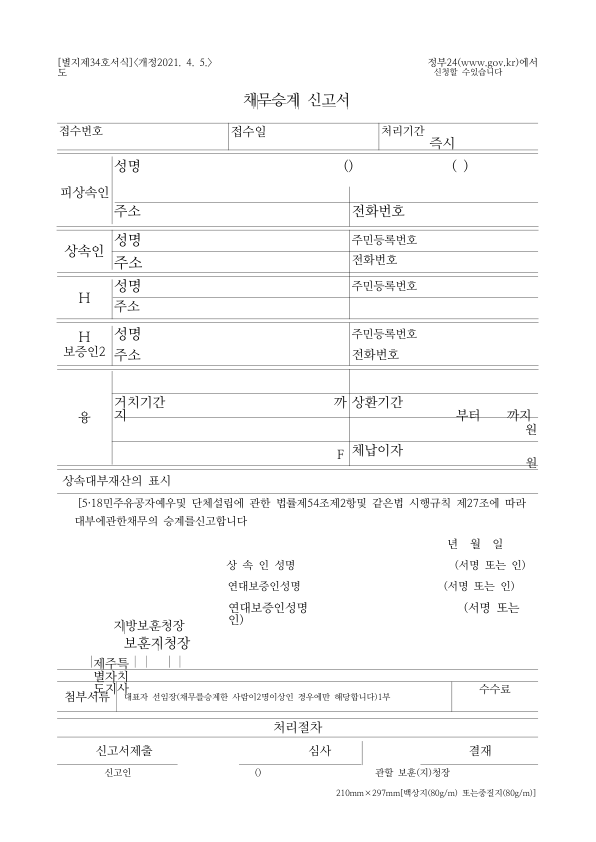 [별지제34호서식]〈개정2021. 4. 5.〉
도
정부24(www.gov.kr)에서
신청할 수있습니다
채무승계 신고서
접수번호 접수일 처리기간
즉시
피상속인 성명 () ( )
주소 전화번호
상속인 성명 주민등록번호
주소 전화번호
H 성명 주민등록번호
주소
H 성명 주민등록번호
보증인2 주소 전화번호
융
거치기간 까 상환기간
지 부터 까지
월
F 체납이자
월
상속대부재산의 표시
[5·18민주유공자예우및 단체설립에 관한 법률제54조제2항및 같은법 시행규칙 제27조에 따라
대부에관한채무의 승계를신고합니다
년 월 일
상 속 인 성명 (서명 또는 인)
연대보증인성명 (서명 또는 인)
연대보증인성명 (서명 또는
인)
지방보훈청장
보훈지청장
제주특
별자치
도지사
첨부서류 대표자 선임장(채무를승계한 사람이2명이상인 경우에만 해당합니다)1부 수수료
처리절차
신고서제출 심사 결재
신고인 () 관할 보훈(지)청장
210mm×297mm[백상지(80g/m) 또는중질지(80g/m)]